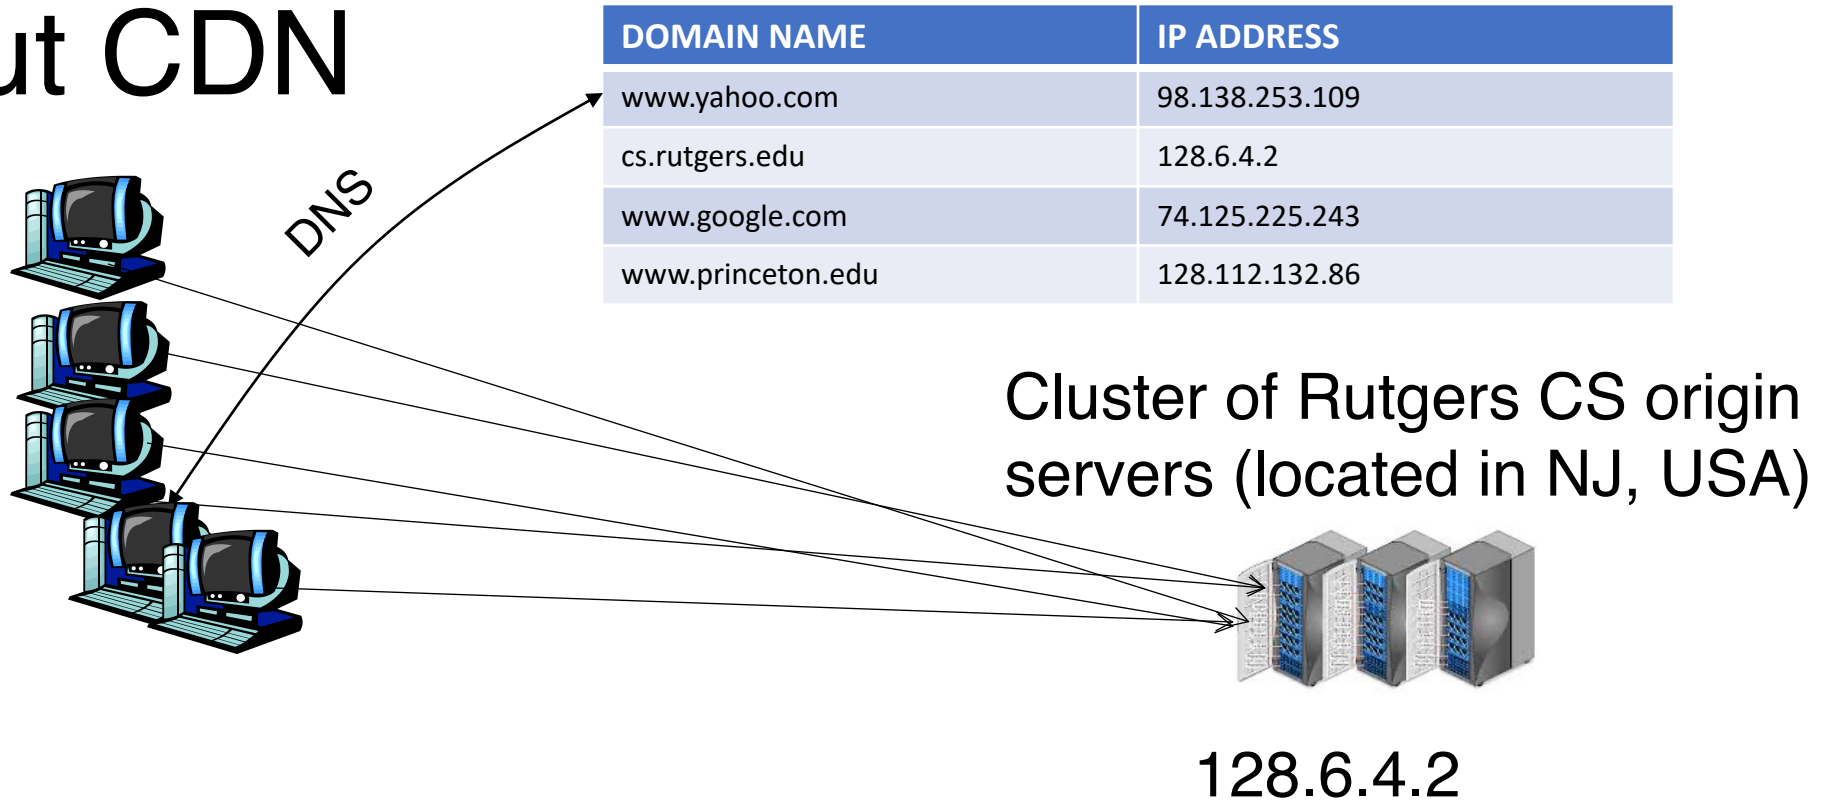 ut CDN
DOMAIN NAME IP ADDRESS
www.yahoo.com 98.138.253.109
cs.rutgers.edu 128.6.4.2
www.google.com 74.125.225.243
www.princeton.edu 128.112.132.86
DNS
Cluster of Rutgers CS origin
servers (located in NJ, USA)
128.6.4.2